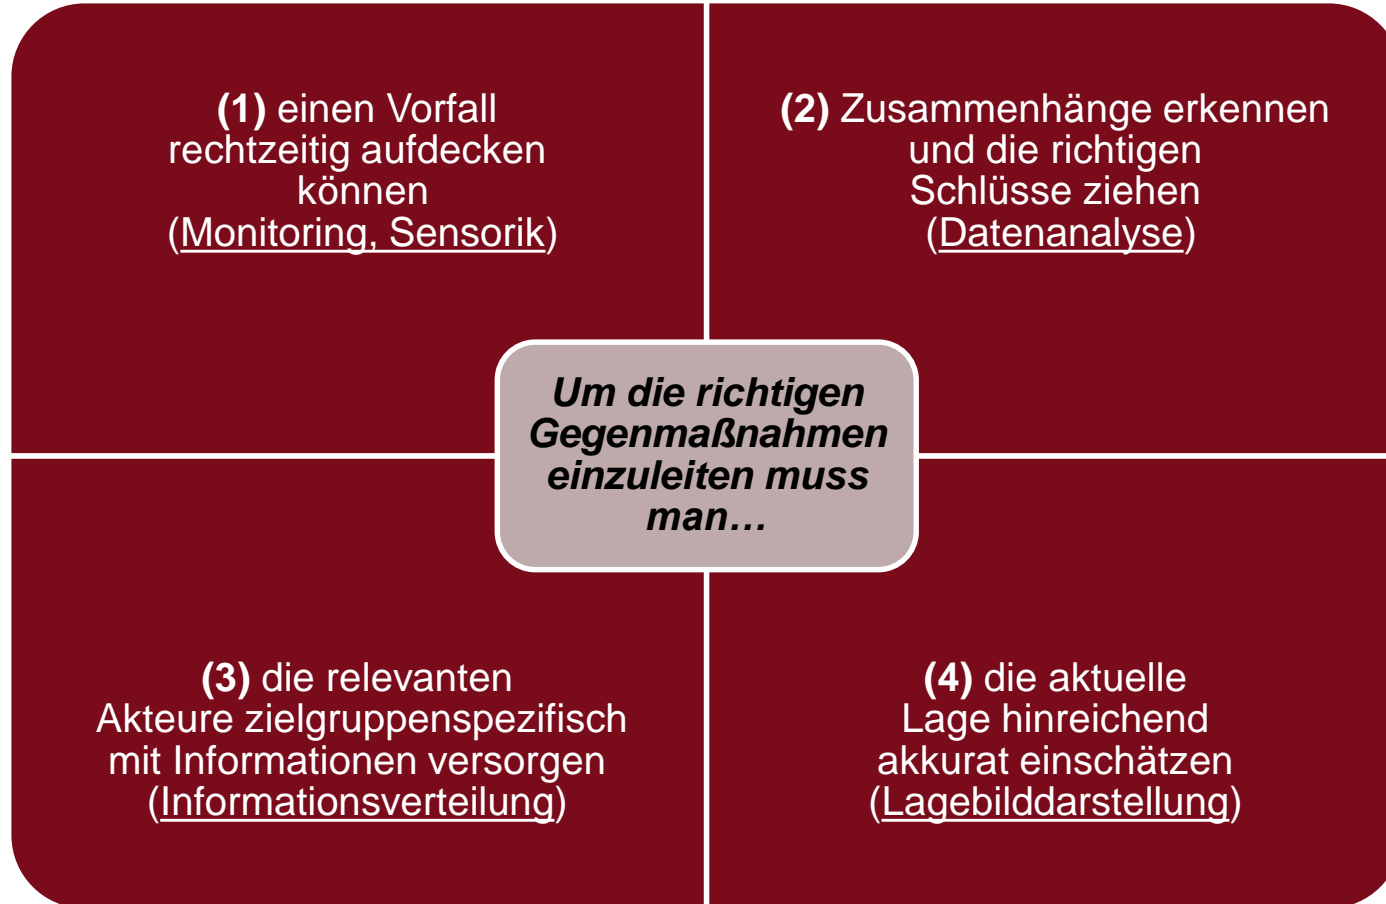 (1) einen Vorfall
rechtzeitig aufdecken
können
(Monitoring, Sensorik)
(2) Zusammenhänge erkennen
und die richtigen
Schlüsse ziehen
(Datenanalyse)
Um die richtigen
Gegenmaßnahmen
einzuleiten muss
man…
(3) die relevanten
Akteure zielgruppenspezifisch
mit Informationen versorgen
(Informationsverteilung)
(4) die aktuelle
Lage hinreichend
akkurat einschätzen
(Lagebilddarstellung)